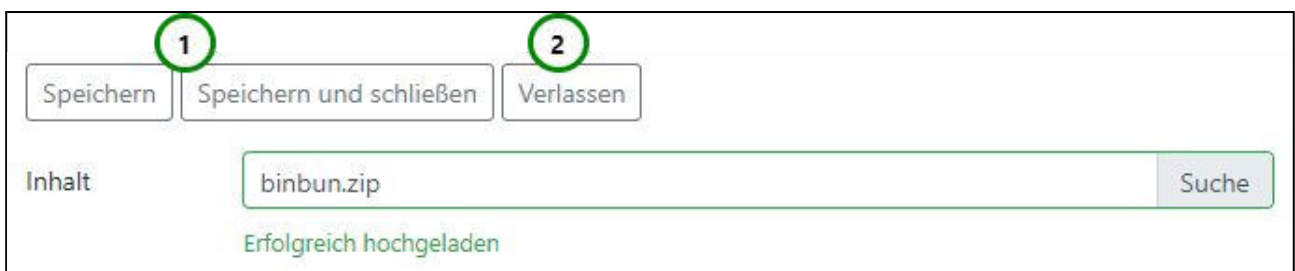 1 2
Speichern Speichern und schließen Verlassen
Inhalt binbun.zip Suche
Erfolgreich hochgeladen